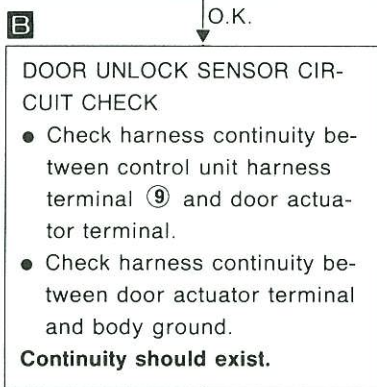 B
O.K.
DOOR UNLOCK SENSOR CIR-
CUIT CHECK
● Check harness continuity be-
tween control unit harness
terminal ⑨ and door actua-
tor terminal.
● Check harness continuity be-
tween door actuator terminal
and body ground.
Continuity should exist.